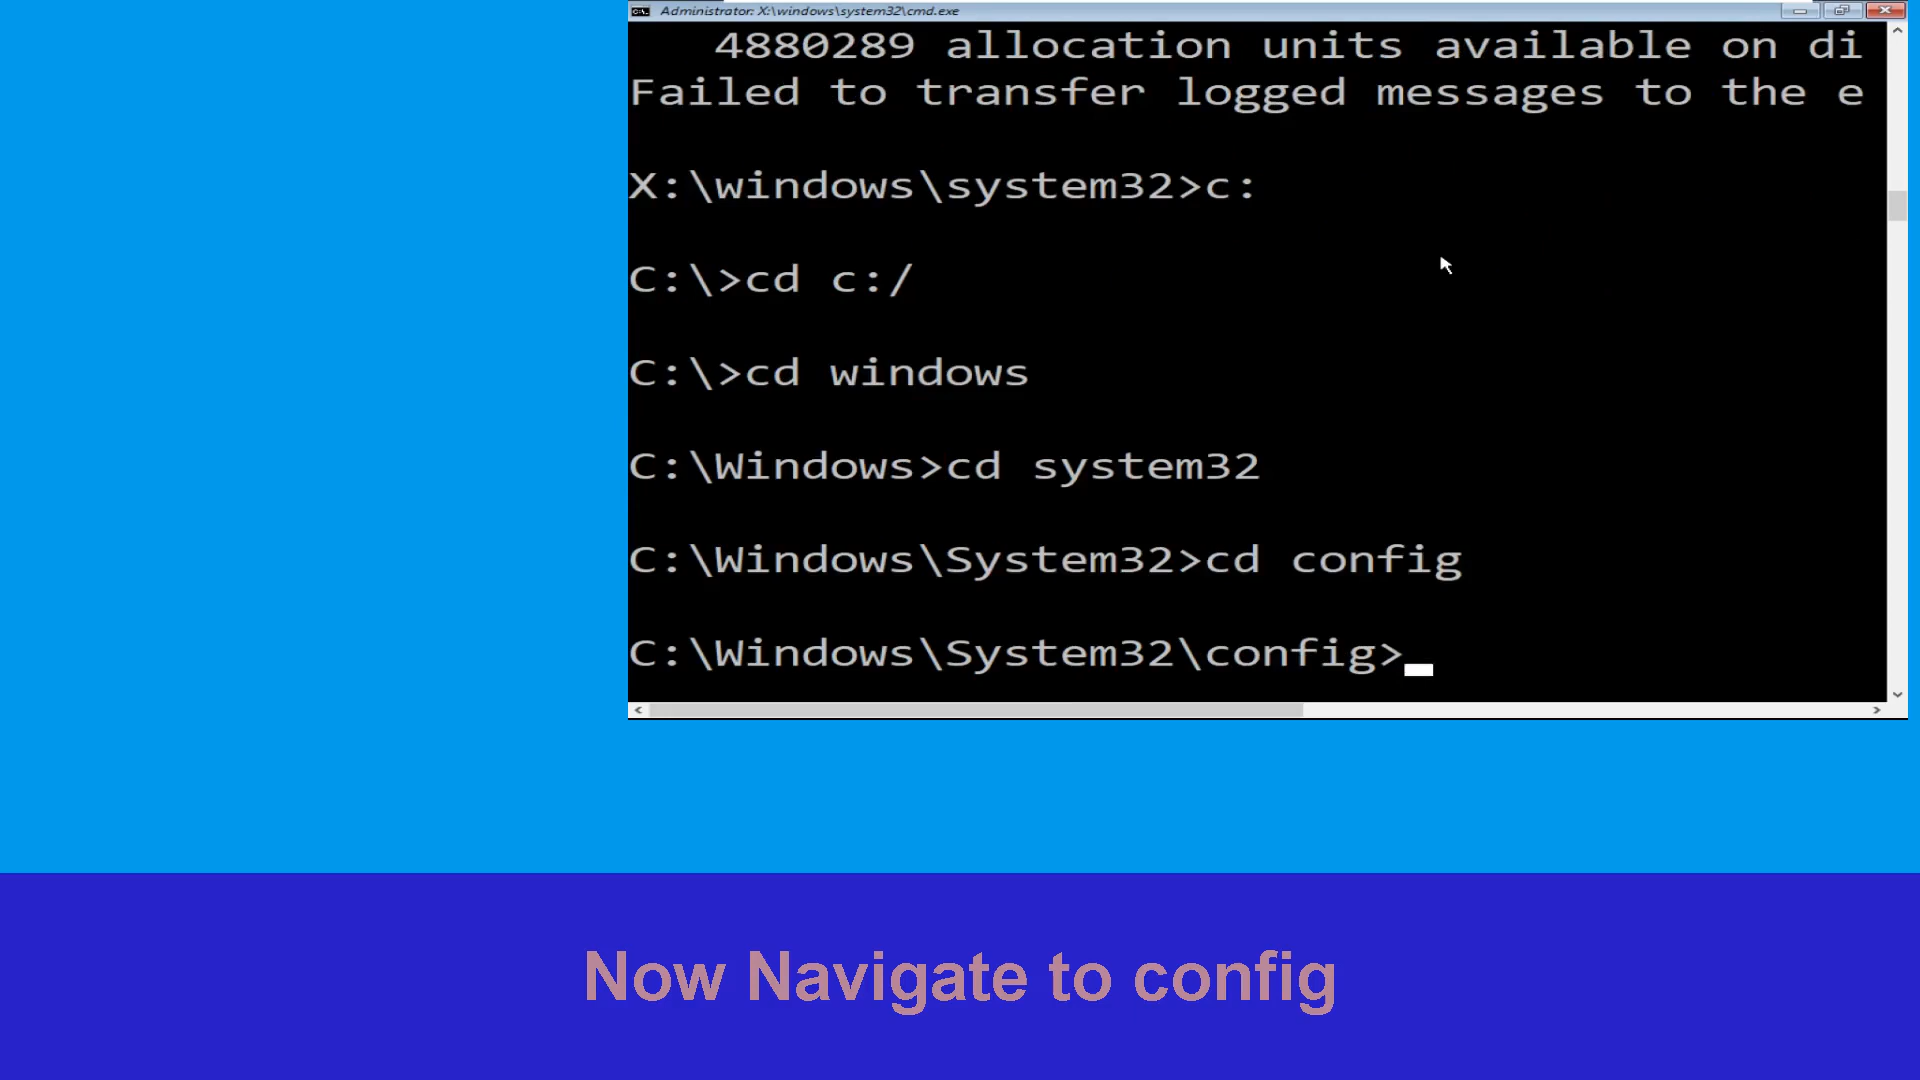 Administrator: X:\windows\system32\cmd.exe
4880289 allocation units available on di
Failed to transfer logged messages to the e
X:\windows\system32>c:
C:\>cd c:/
C:\>cd windows
C:\Windows>cd system32
C:\Windows\System32>cd config
C:\Windows\System32\config>
Now Navigate to config